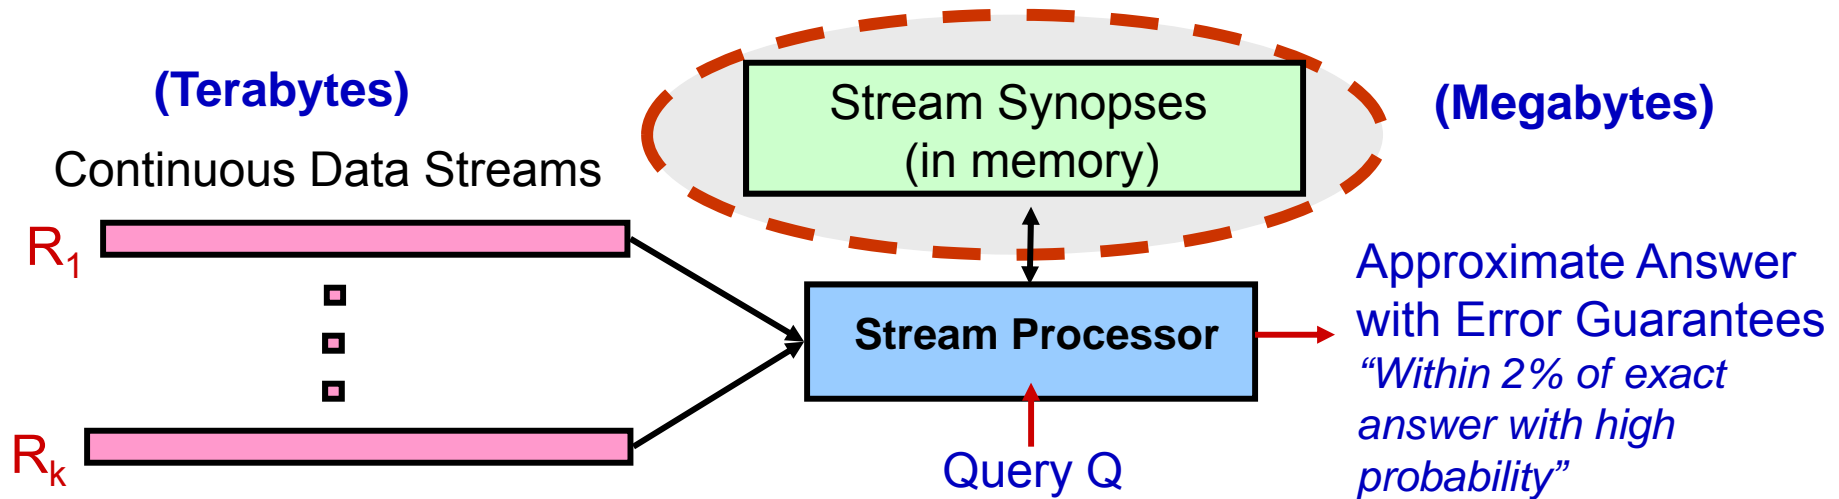 (Terabytes)
Continuous Data Streams
R1
Rk
Stream Synopses
(in memory)
(Megabytes)
Stream Processor
Query Q
Approximate Answer
with Error Guarantees
“Within 2% of exact
answer with high
probability”